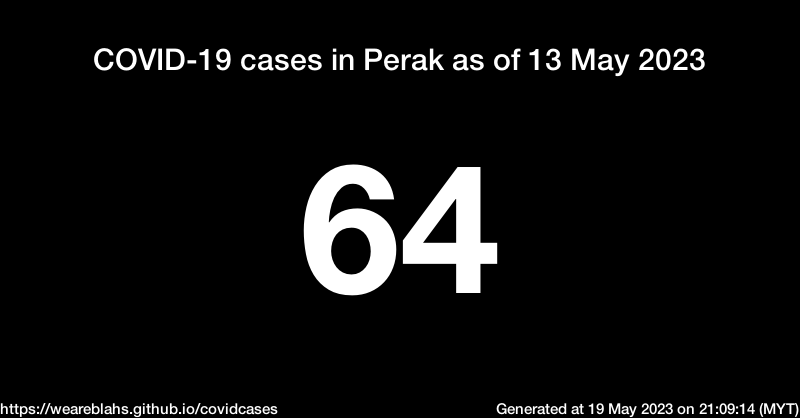 COVID-19 cases in Perak as of 13 May 2023
64
https://weareblahs.github.io/covidcases
Generated at 19 May 2023 on 21:09:14 (MYT)